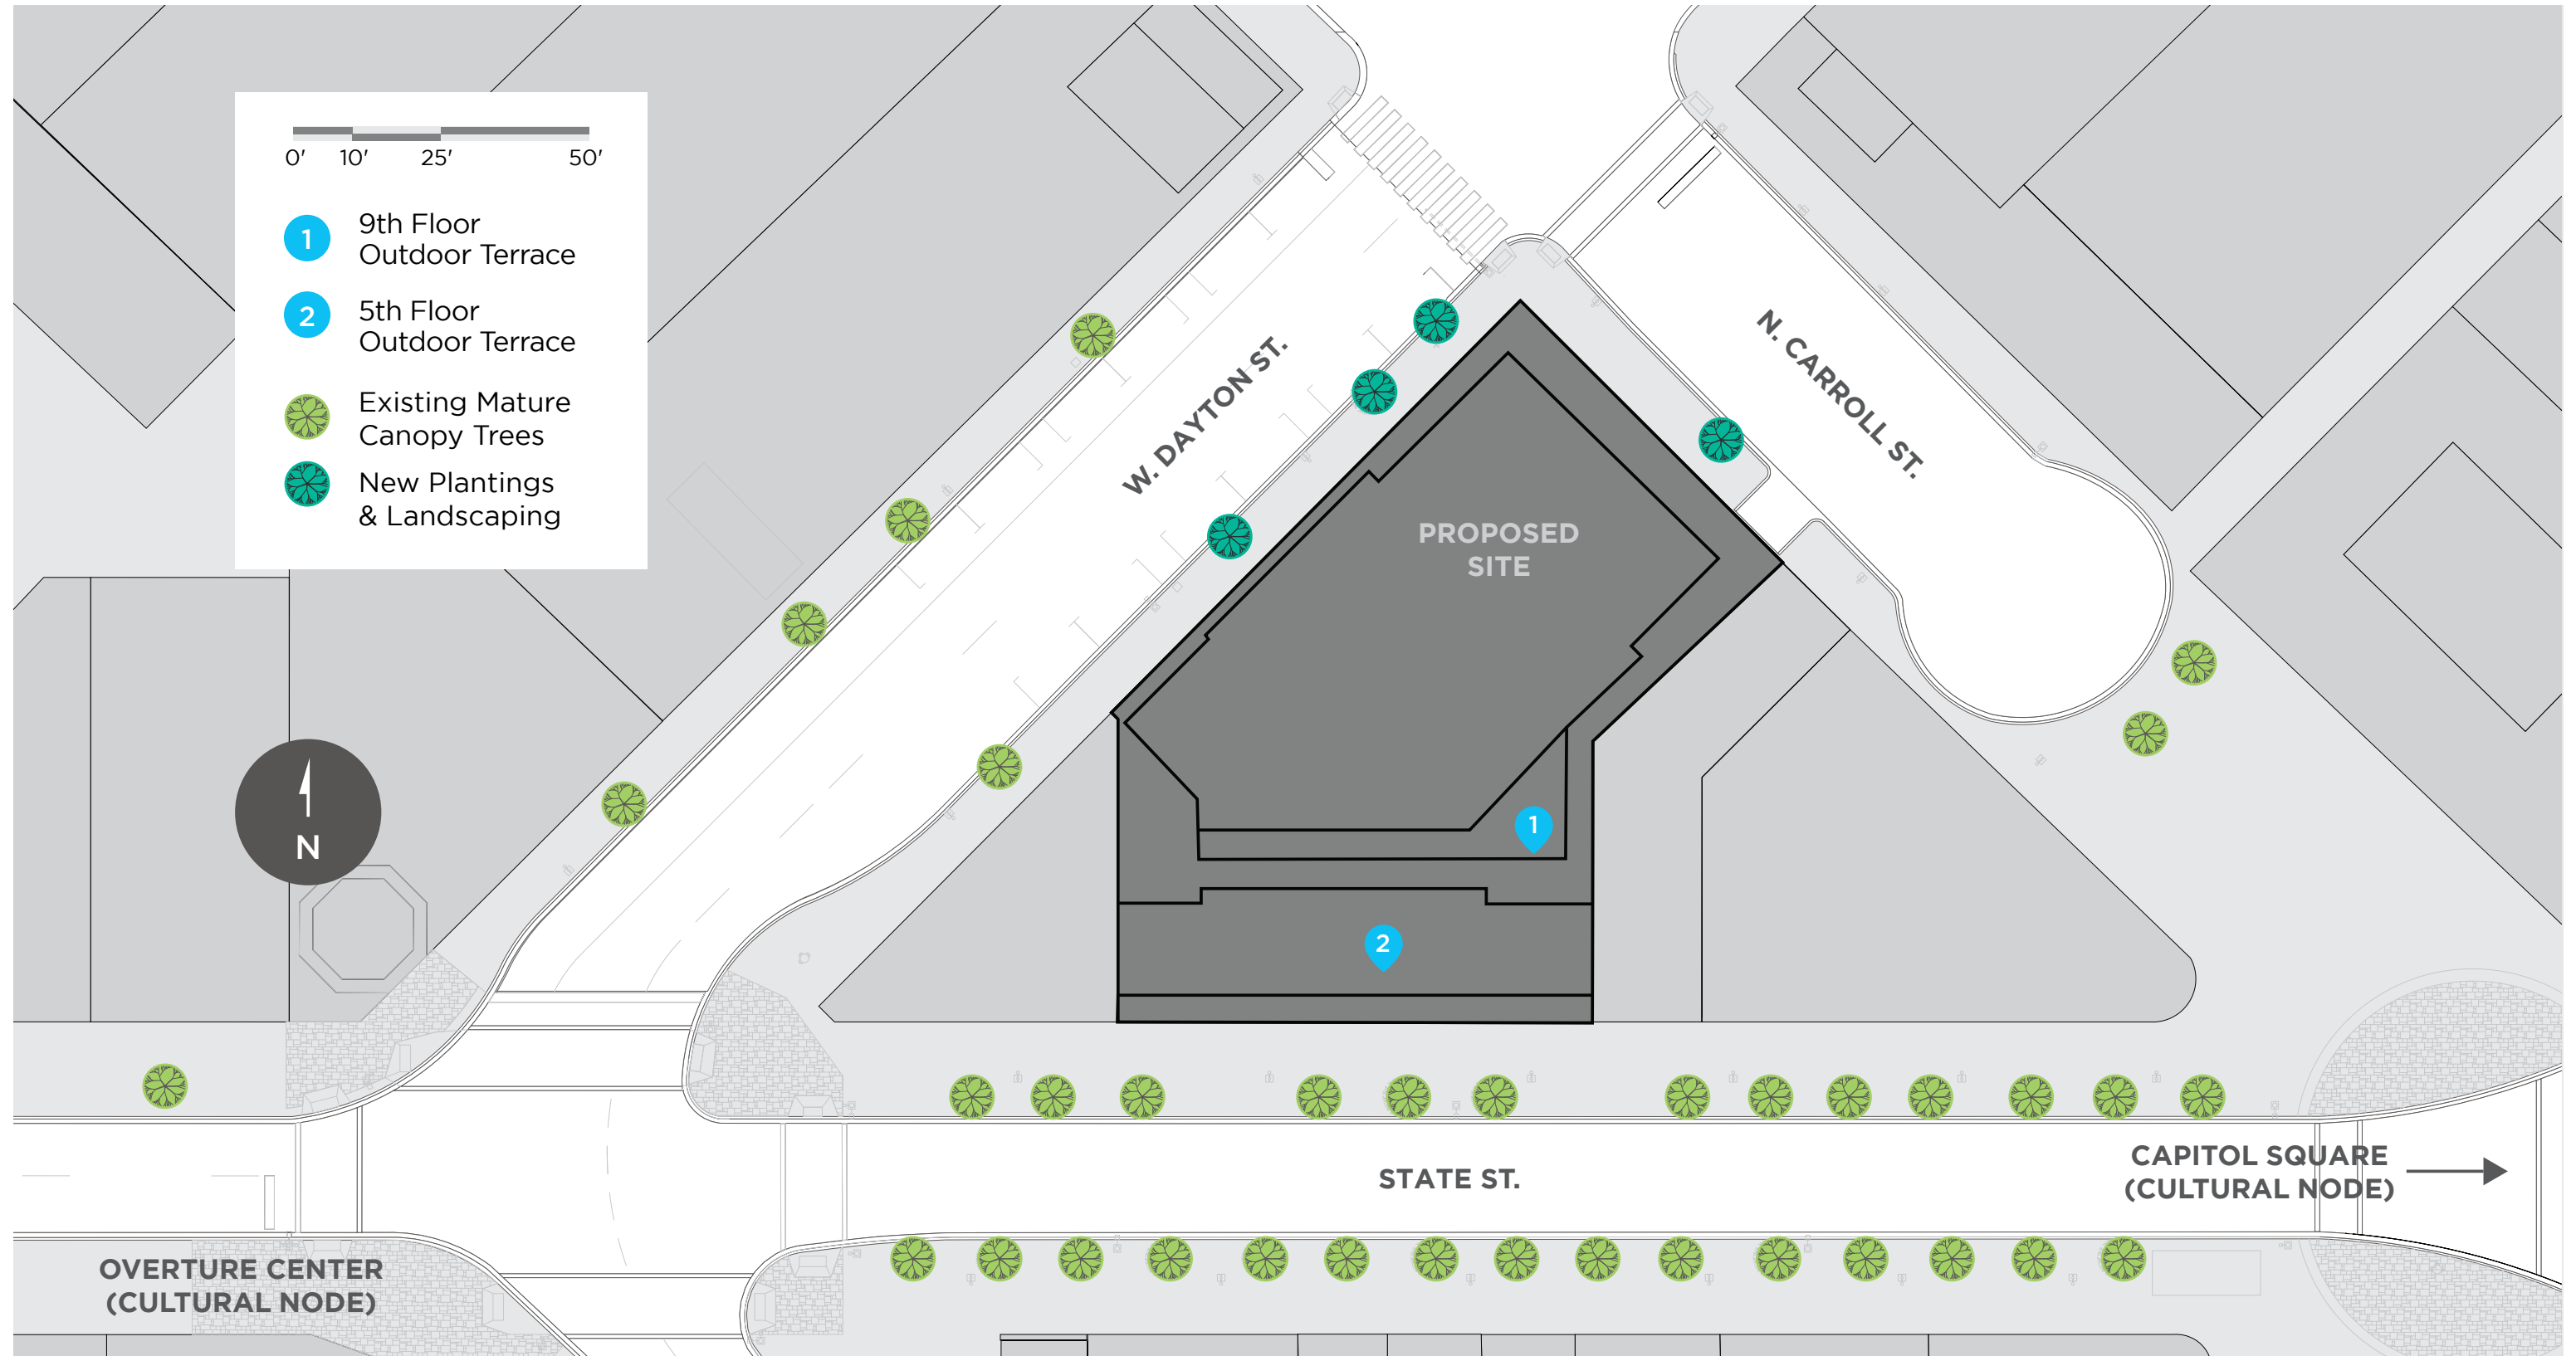 0' 10' 25' 50'
1 9th Floor
Outdoor Terrace
2 5th Floor
Outdoor Terrace
Existing Mature
Canopy Trees
New Plantings
& Landscaping
N
W. DAYTON ST.
N. CARROLL ST.
PROPOSED
SITE
1
2
STATE ST.
CAPITOL SQUARE
(CULTURAL NODE)
OVERTURE CENTER
(CULTURAL NODE)